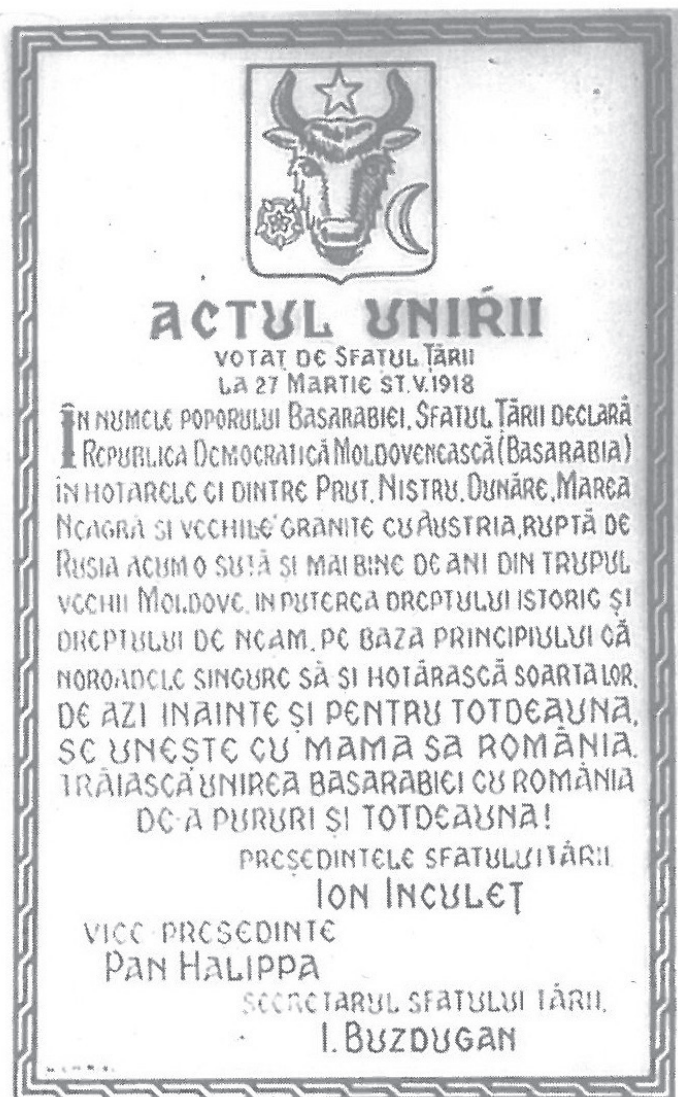 ACTUL UNIRII
VOTAT DE SFATUL ȚĂRII
LA 27 MARTIE ST.V.1918
ÎN NUMELE POPORULUI BASARABIEI, SFATUL ȚĂRII DECLARĂ
REPUBLICA DEMOCRATICĂ MOLDOVENEASCĂ (BASARABIA)
ÎN HOTARELE EI DINTRE PRUT, NISTRU, DUNĂRE, MAREA
NEAGRĂ SI VECHILE GRANITE CU AUSTRIA, RUPTĂ DE
RUSIA ACUM O SUTĂ ȘI MAI BINE DE ANI DIN TRUPUL
VECHII MOLDOVE, IN PUTEREA DREPTULUI ISTORIC ȘI
DREPTULUI DE NEAM, PE BAZA PRINCIPIULUI CĂ
NOROADELE SINGURE SĂ SI HOTĂRASCĂ SOARTA LOR,
DE AZI INAINTE ȘI PENTRU TOTDEAUNA,
SE UNEȘTE CU MAMA SA ROMÂNIA.
TRĂIASCĂ UNIREA BASARABIEI CU ROMÂNIA
DE-A PURURI ȘI TOTDEAUNA!
PREȘEDINTELE SFATULUI ȚĂRII
ION INCULEȚ
VICE-PREȘEDINTE
PAN HALIPPA
SECRETARUL SFATULUI ȚĂRII,
I. BUZDUGAN